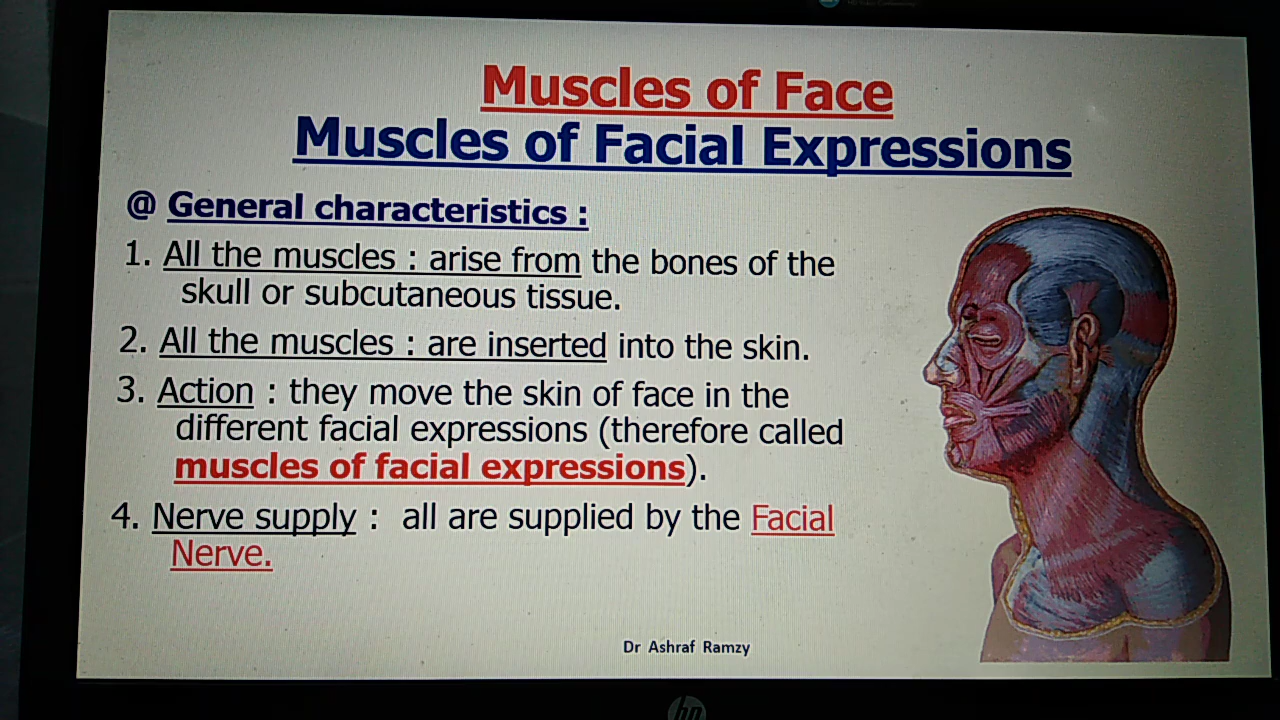 Muscles of Face
Muscles of Facial Expressions
@ General characteristics :
1. All the muscles : arise from the bones of the
skull or subcutaneous tissue.
2. All the muscles : are inserted into the skin.
3. Action : they move the skin of face in the
different facial expressions (therefore called
muscles of facial expressions).
4. Nerve supply : all are supplied by the Facial
Nerve.
Dr Ashraf Ramzy
hp